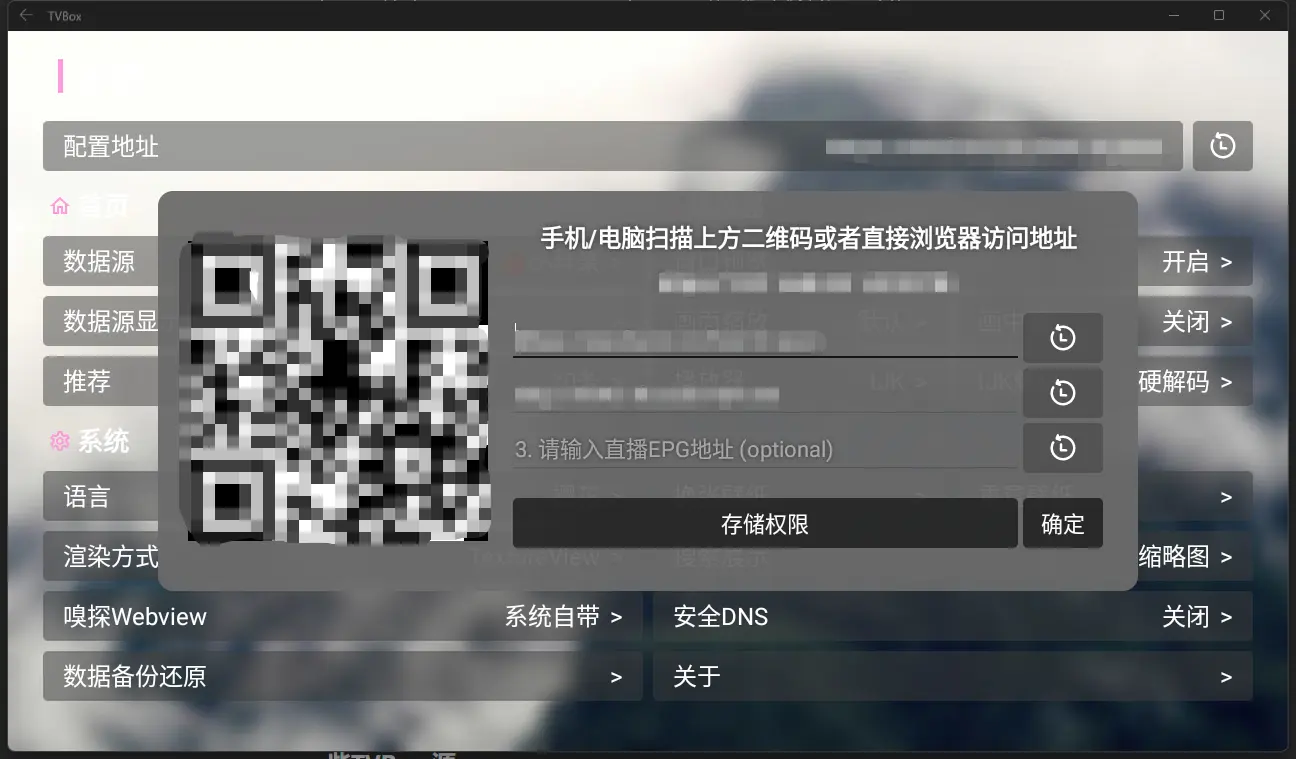 TVBox
配置地址
首页
手机/电脑扫描上方二维码或者直接浏览器访问地址
数据源
开启 >
数据源显
关闭 >
推荐
硬解码 >
系统
3. 请输入直播EPG地址 (optional)
语言
>
存储权限
确定
渲染方式
TextureView >
搜索展示
缩略图 >
嗅探Webview
系统自带 >
安全DNS
关闭 >
数据备份还原
>
关于
>